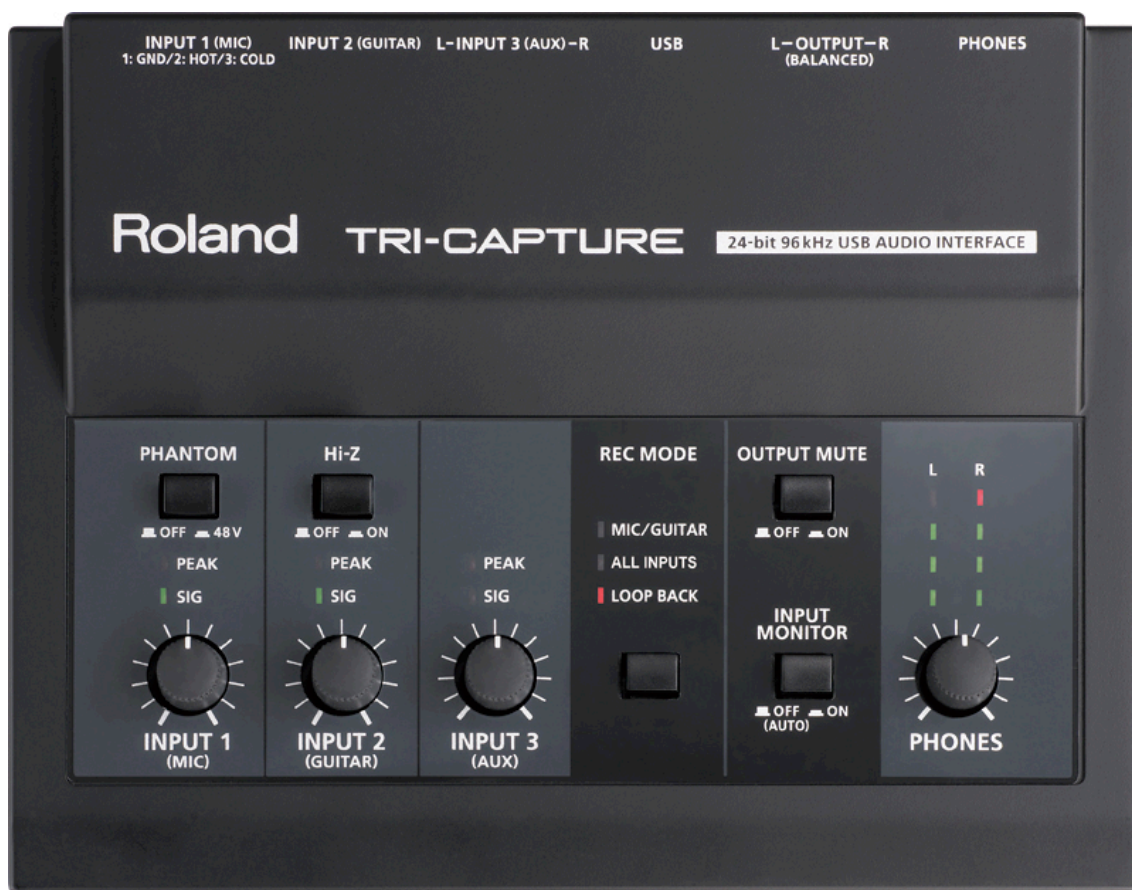 INPUT 1 (MIC)
1: GND/2: HOT/3: COLD
INPUT 2 (GUITAR)
L-INPUT 3 (AUX)-R
USB
L-OUTPUT-R
(BALANCED)
PHONES
Roland
TRI-CAPTURE
24-bit 96kHz USB AUDIO INTERFACE
PHANTOM
OFF 48V
PEAK
SIG
INPUT 1
(MIC)
Hi-Z
OFF ON
PEAK
SIG
INPUT 2
(GUITAR)
PEAK
SIG
INPUT 3
(AUX)
REC MODE
MIC/GUITAR
ALL INPUTS
LOOP BACK
OUTPUT MUTE
OFF ON
INPUT
MONITOR
OFF ON
(AUTO)
L R
PHONES